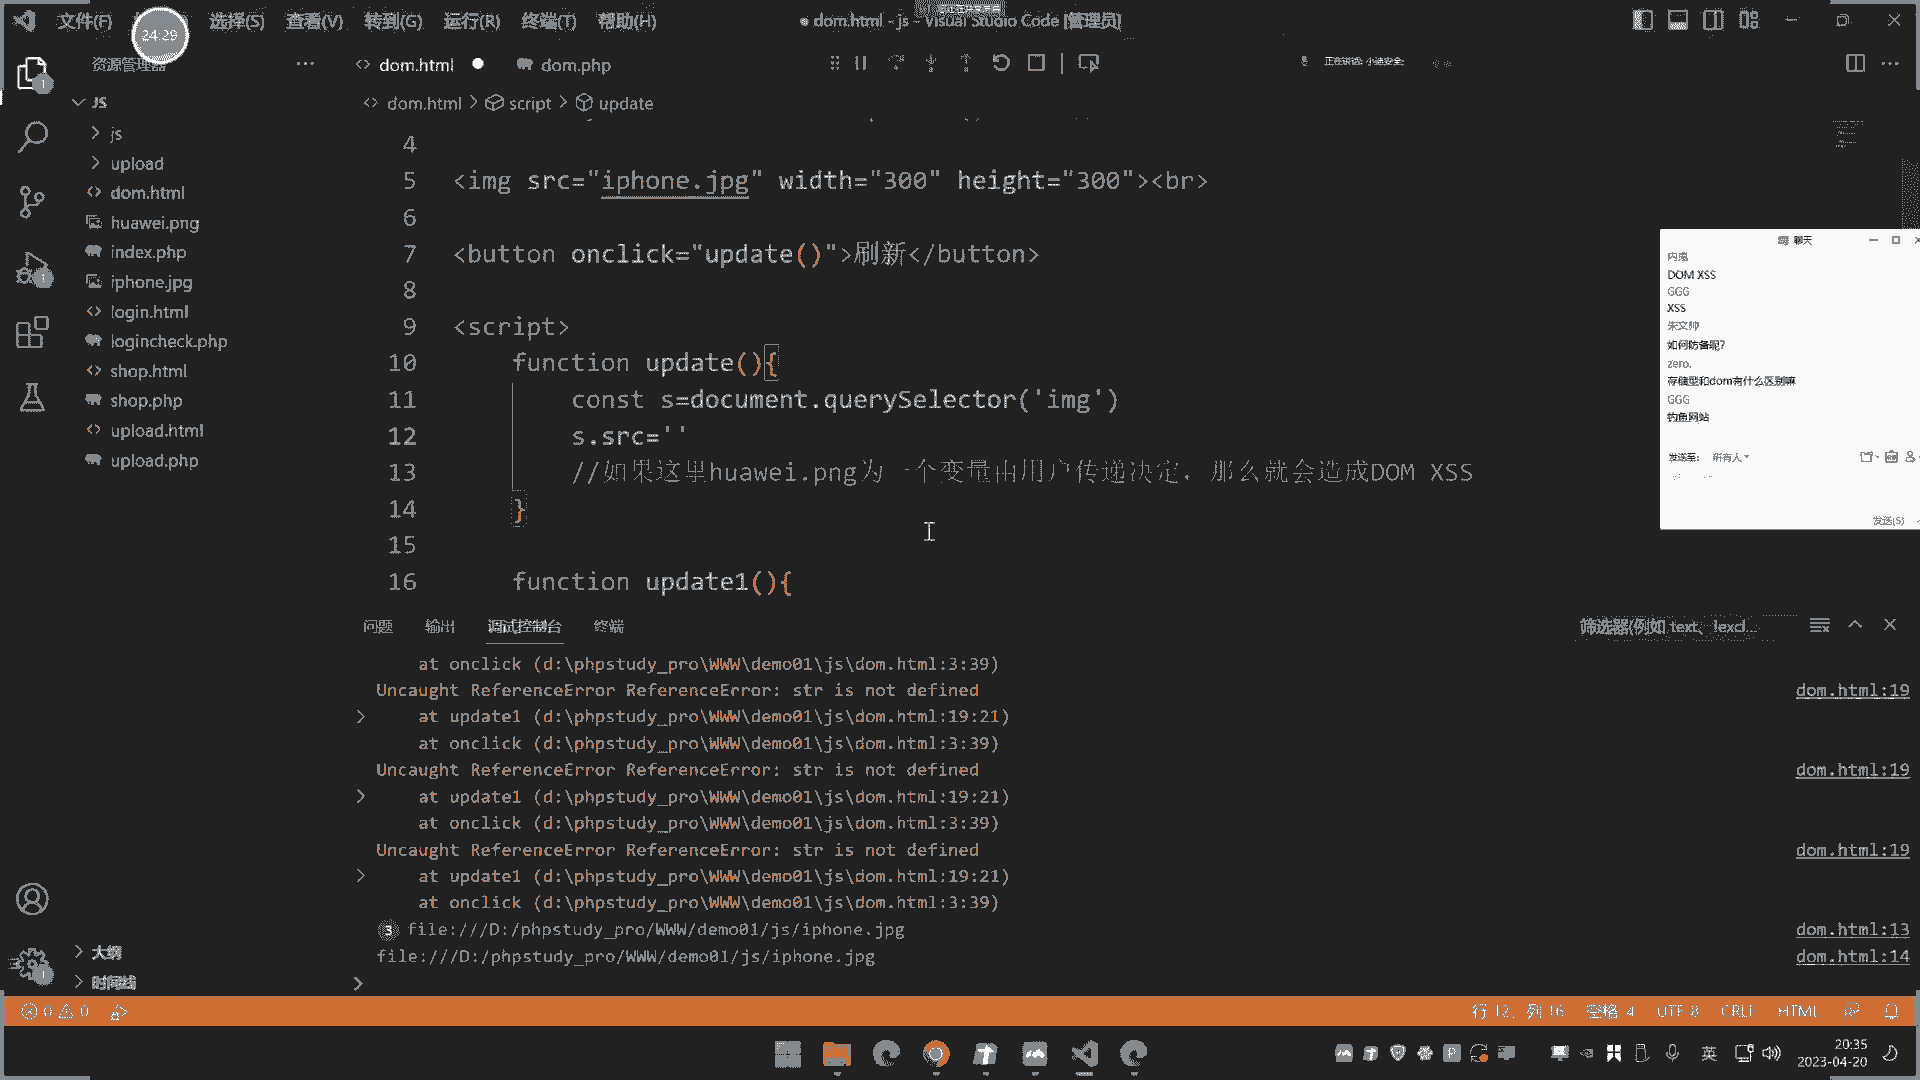 文件(F) 选择(S) 查看(V) 转到(G) 运行(R) 终端(T) 帮助(H)
dom.html - js - Visual Studio Code [管理员]
24:29
资源管理器
dom.html
dom.php
正在讲话: 小迪安全;
JS
dom.html > script > update
js
upload
dom.html
huawei.png
index.php
iphone.jpg
login.html
logincheck.php
shop.html
shop.php
upload.html
upload.php
4
5 <img src="iphone.jpg" width="300" height="300"><br>
6
7 <button onclick="update()">刷新</button>
8
9 <script>
10 function update(){
11 const s=document.querySelector('img')
12 s.src=''
13 //如果这里huawei.png为一个变量由用户传递决定，那么就会造成DOM XSS
14 }
15
16 function update1(){
聊天
内鬼
DOM XSS
GGG
XSS
朱文帅
如何防备呢?
zero.
存储型和dom有什么区别嘛
GGG
钓鱼网站
发送至: 所有人
发送(S)
问题 输出 调试控制台 终端
筛选器(例如 text、!excl...
at onclick (d:\phpstudy_pro\WWW\demo01\js\dom.html:3:39)
Uncaught ReferenceError ReferenceError: str is not defined dom.html:19
at update1 (d:\phpstudy_pro\WWW\demo01\js\dom.html:19:21)
at onclick (d:\phpstudy_pro\WWW\demo01\js\dom.html:3:39)
Uncaught ReferenceError ReferenceError: str is not defined dom.html:19
at update1 (d:\phpstudy_pro\WWW\demo01\js\dom.html:19:21)
at onclick (d:\phpstudy_pro\WWW\demo01\js\dom.html:3:39)
Uncaught ReferenceError ReferenceError: str is not defined dom.html:19
at update1 (d:\phpstudy_pro\WWW\demo01\js\dom.html:19:21)
at onclick (d:\phpstudy_pro\WWW\demo01\js\dom.html:3:39)
3 file:///D:/phpstudy_pro/WWW/demo01/js/iphone.jpg dom.html:13
file:///D:/phpstudy_pro/WWW/demo01/js/iphone.jpg dom.html:14
大纲
时间线
0 0
行 12, 列 16 空格: 4 UTF-8 CRLF HTML
英
20:35
2023-04-20